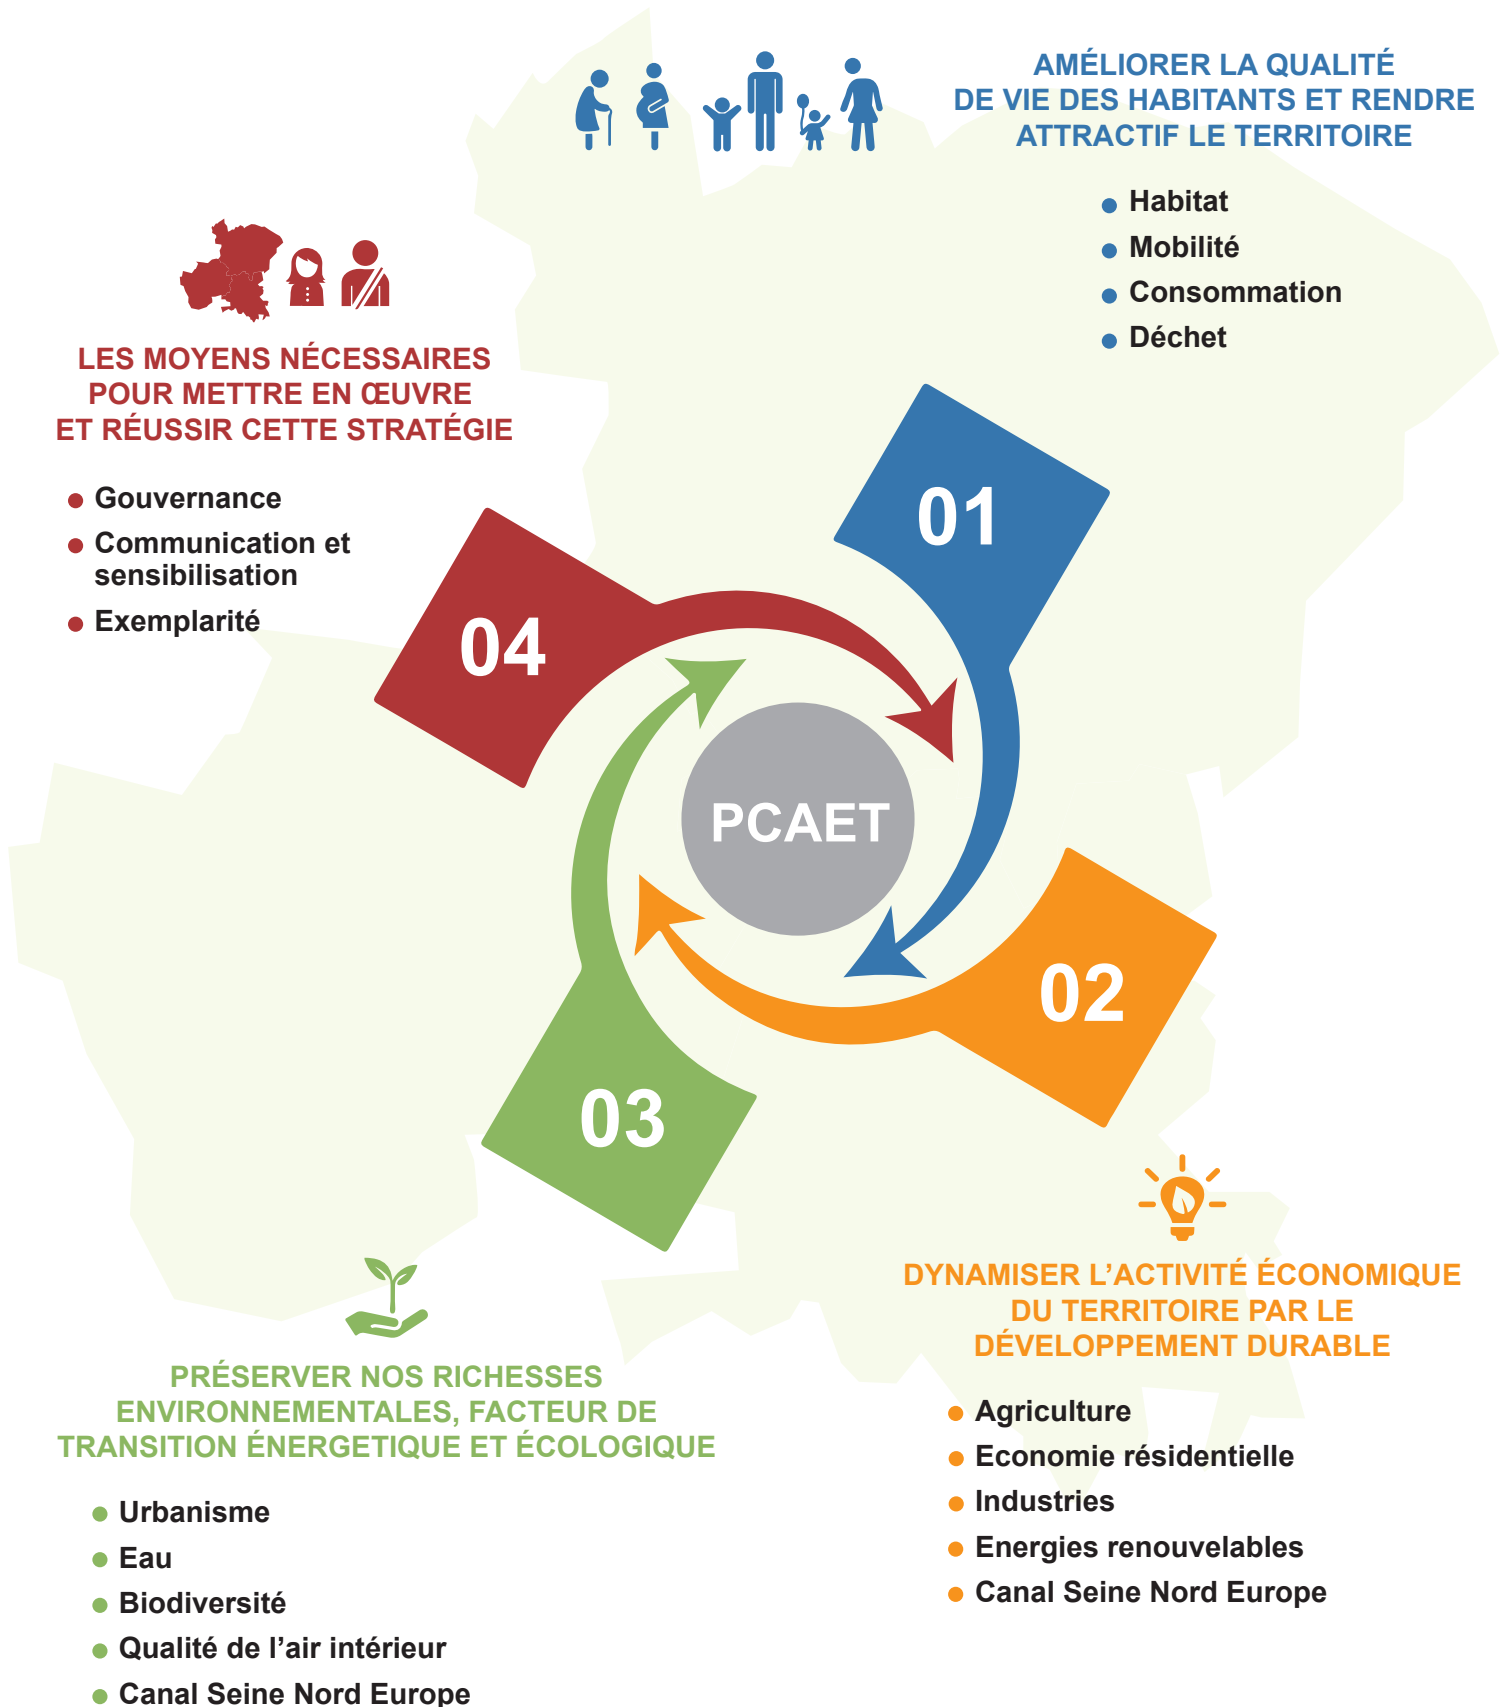 AMÉLIORER LA QUALITÉ
DE VIE DES HABITANTS ET RENDRE
ATTRACTIF LE TERRITOIRE
Habitat
Mobilité
Consommation
Déchet
LES MOYENS NÉCESSAIRES
POUR METTRE EN ŒUVRE
ET RÉUSSIR CETTE STRATÉGIE
Gouvernance
Communication et
sensibilisation
Exemplarité
01
04
PCAET
02
03
DYNAMISER L’ACTIVITÉ ÉCONOMIQUE
DU TERRITOIRE PAR LE
DÉVELOPPEMENT DURABLE
Agriculture
Economie résidentielle
Industries
Energies renouvelables
Canal Seine Nord Europe
PRÉSERVER NOS RICHESSES
ENVIRONNEMENTALES, FACTEUR DE
TRANSITION ÉNERGETIQUE ET ÉCOLOGIQUE
Urbanisme
Eau
Biodiversité
Qualité de l’air intérieur
Canal Seine Nord Europe